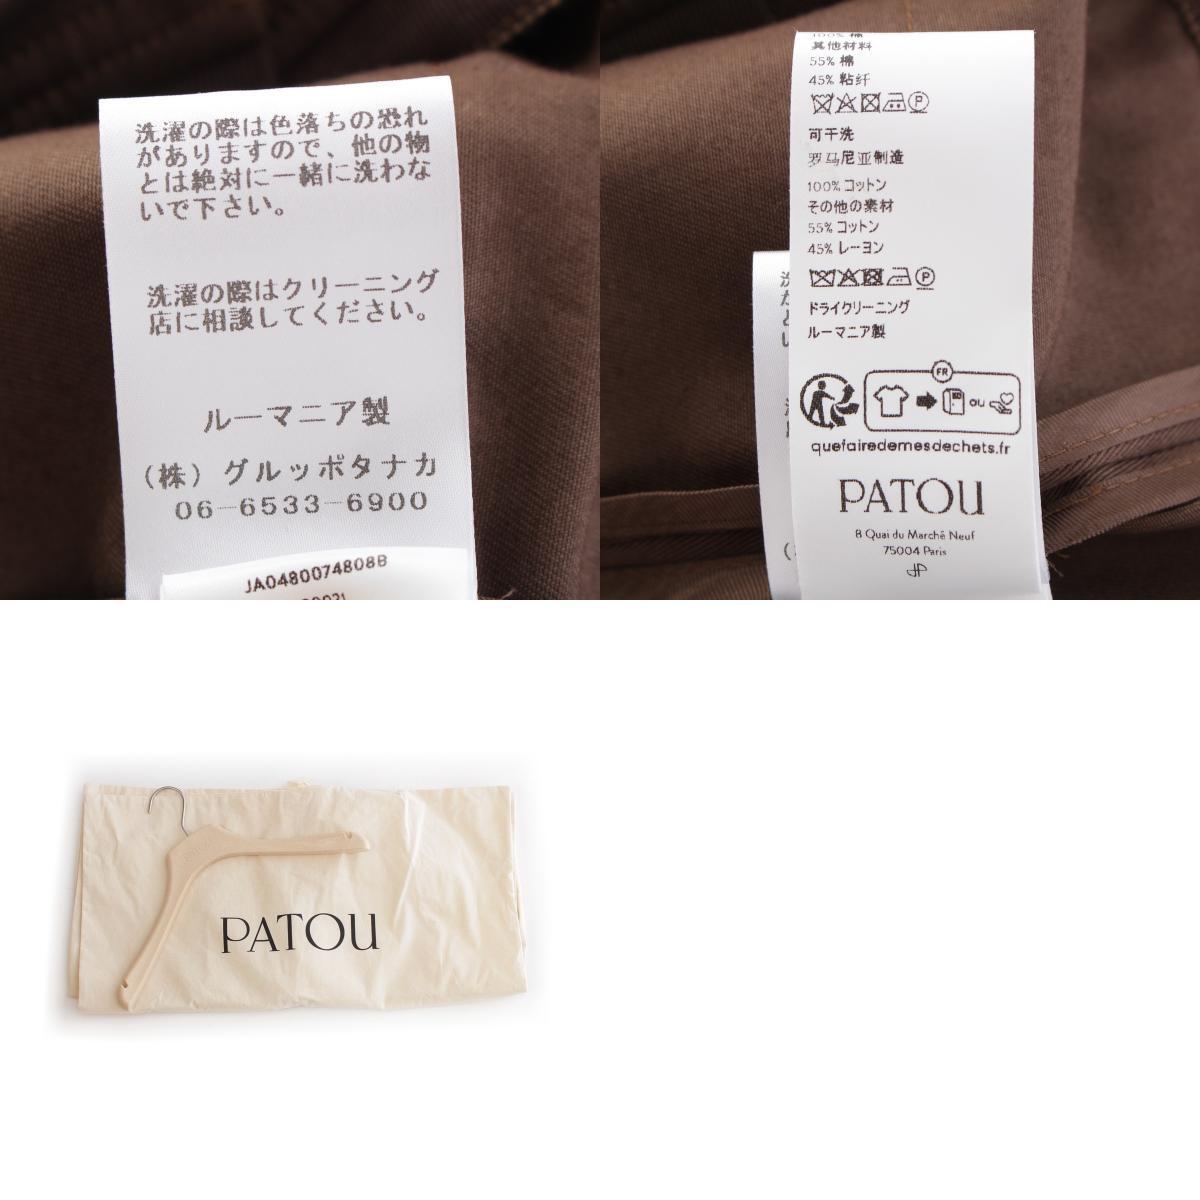 洗濯の際は色落ちの恐れ
がありますので、他の物
とは絶対に一緒に洗わな
いで下さい。
洗濯の際はクリーニング
店に相談してください。
ルーマニア製
(株) グルッポタナカ
06-6533-6900
JA0480074808B
100% 棉
其他材料
55% 棉
45% 粘纤
可干洗
罗马尼亚制造
100% コットン
その他の素材
55% コットン
45% レーヨン
ドライクリーニング
ルーマニア製
FR
OU
quefairedemesdechets.fr
PATOU
8 Quai du Marché Neuf
75004 Paris
JP
PATOU